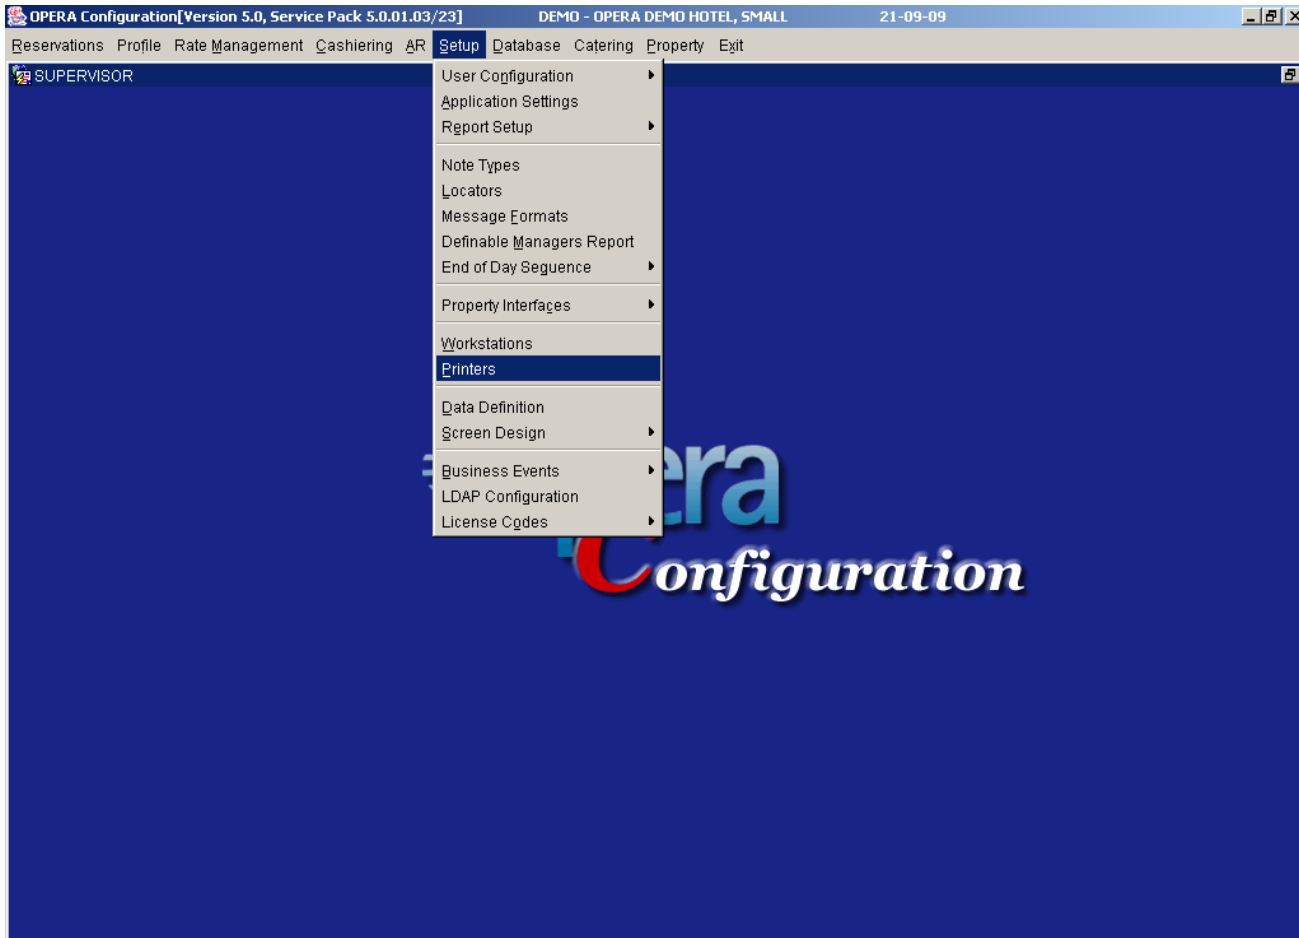 OPERA Configuration[Version 5.0, Service Pack 5.0.01.03/23] DEMO - OPERA DEMO HOTEL, SMALL 21-09-09
Reservations Profile Rate Management Cashiering AR Setup Database Catering Property Exit
SUPERVISOR
User Configuration
Application Settings
Report Setup
Note Types
Locators
Message Formats
Definable Managers Report
End of Day Sequence
Property Interfaces
Workstations
Printers
Data Definition
Screen Design
Business Events
LDAP Configuration
License Codes
era
Configuration